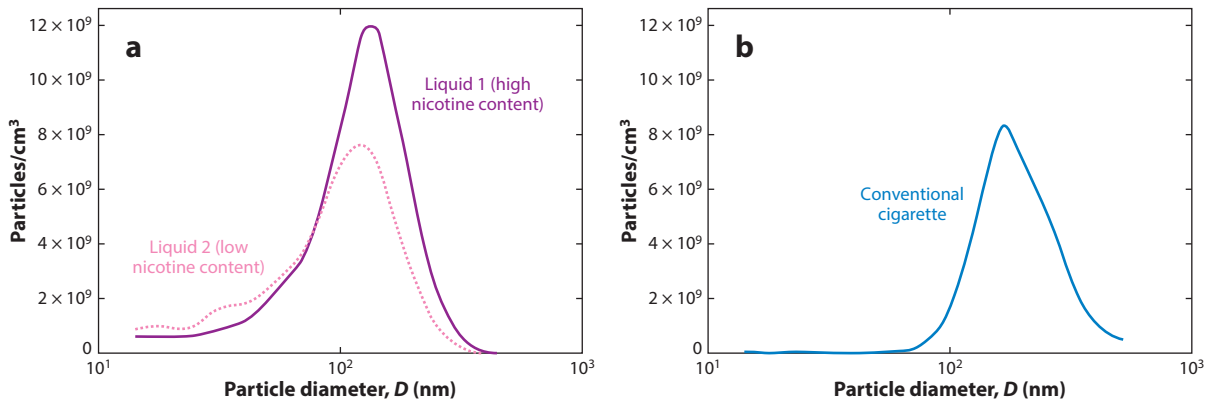 a
12 × 10⁹
10 × 10⁹
8 × 10⁹
6 × 10⁹
4 × 10⁹
2 × 10⁹
0
Particles/cm³
Liquid 1 (high
nicotine content)
Liquid 2 (low
nicotine content)
10¹
10²
10³
Particle diameter, D (nm)
b
12 × 10⁹
10 × 10⁹
8 × 10⁹
6 × 10⁹
4 × 10⁹
2 × 10⁹
0
Particles/cm³
Conventional
cigarette
10¹
10²
10³
Particle diameter, D (nm)